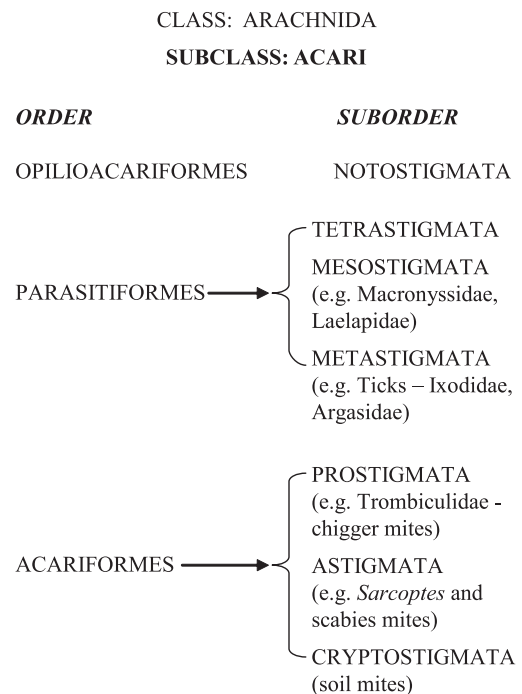 CLASS: ARACHNIDA
SUBCLASS: ACARI
ORDER SUBORDER
OPILIOACARIFORMES NOTOSTIGMATA
PARASITIFORMES
TETRASTIGMATA
MESOSTIGMATA
(e.g. Macronyssidae,
Laelapidae)
METASTIGMATA
(e.g. Ticks – Ixodidae,
Argasidae)
ACARIFORMES
PROSTIGMATA
(e.g. Trombiculidae -
chigger mites)
ASTIGMATA
(e.g. Sarcoptes and
scabies mites)
CRYPTOSTIGMATA
(soil mites)